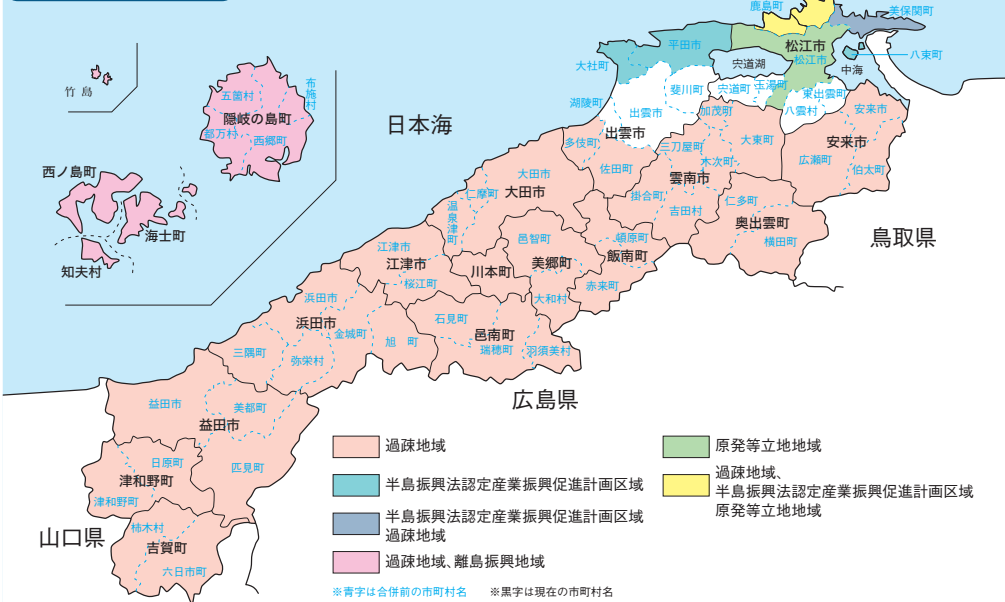 鹿島町
美保関町
平田市
松江市
松江市
八束町
大社町
宍道湖
中海
竹島
五箇村
布施村
隠岐の島町
都万村
西郷町
日本海
湖陵町
斐川町
宍道町
玉湯町
東出雲町
出雲市
加茂町
八雲村
安来市
出雲市
多伎町
三刀屋町
大東町
安来市
西ノ島町
大田市
佐田町
木次町
広瀬町
伯太町
雲南市
大田市
仁摩町
掛合町
吉田村
仁多町
海士町
温泉津町
奥出雲町
知夫村
江津市
邑智町
頓原町
横田町
鳥取県
江津市
川本町
美郷町
飯南町
桜江町
赤来町
浜田市
大和村
浜田市
石見町
金城町
旭 町
邑南町
三隅町
弥栄村
瑞穂町
羽須美村
広島県
益田市
美都町
益田市
日原町
匹見町
津和野町
津和野町
山口県
柿木村
吉賀町
六日市町
過疎地域
半島振興法認定産業振興促進計画区域
半島振興法認定産業振興促進計画区域
過疎地域
過疎地域、離島振興地域
原発等立地地域
過疎地域、
半島振興法認定産業振興促進計画区域
原発等立地地域
※青字は合併前の市町村名 ※黒字は現在の市町村名